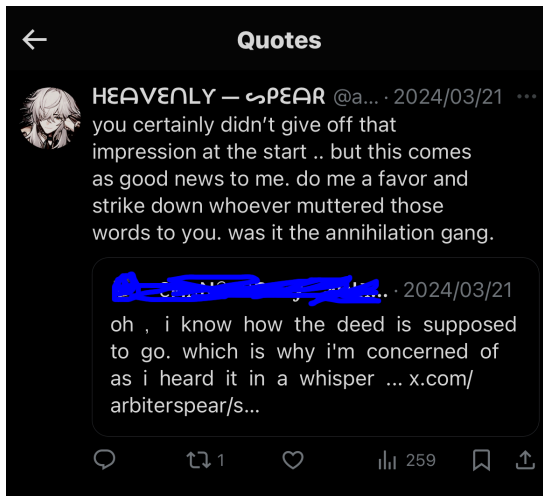 Quotes
HƐAVƐՈLY — ᔕPƐAR @a... · 2024/03/21 ···
you certainly didn’t give off that
impression at the start .. but this comes
as good news to me. do me a favor and
strike down whoever muttered those
words to you. was it the annihilation gang.
... · 2024/03/21
oh , i know how the deed is supposed
to go. which is why i'm concerned of
as i heard it in a whisper ... x.com/
arbiterspear/s...
1
259